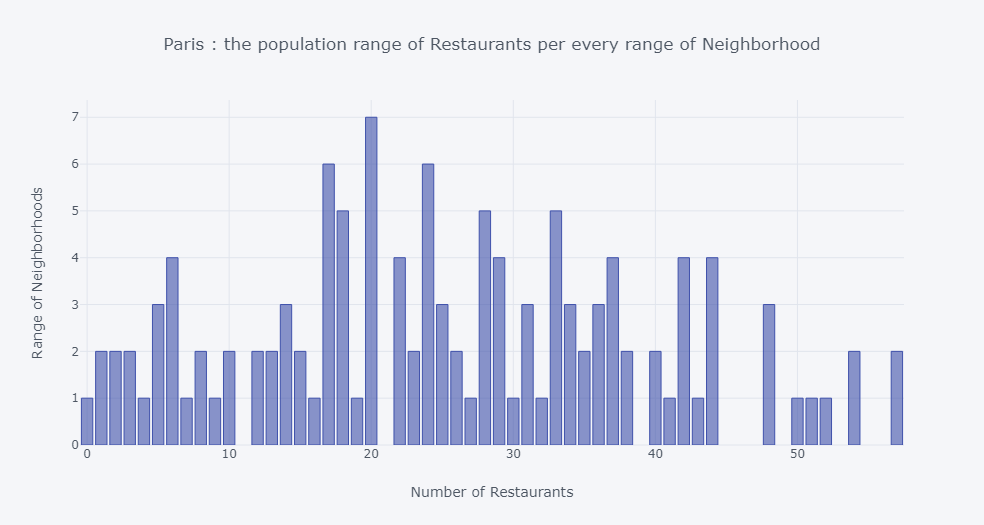 Paris : the population range of Restaurants per every range of Neighborhood
7
6
5
4
3
2
1
0
Range of Neighborhoods
0 10 20 30 40 50
Number of Restaurants